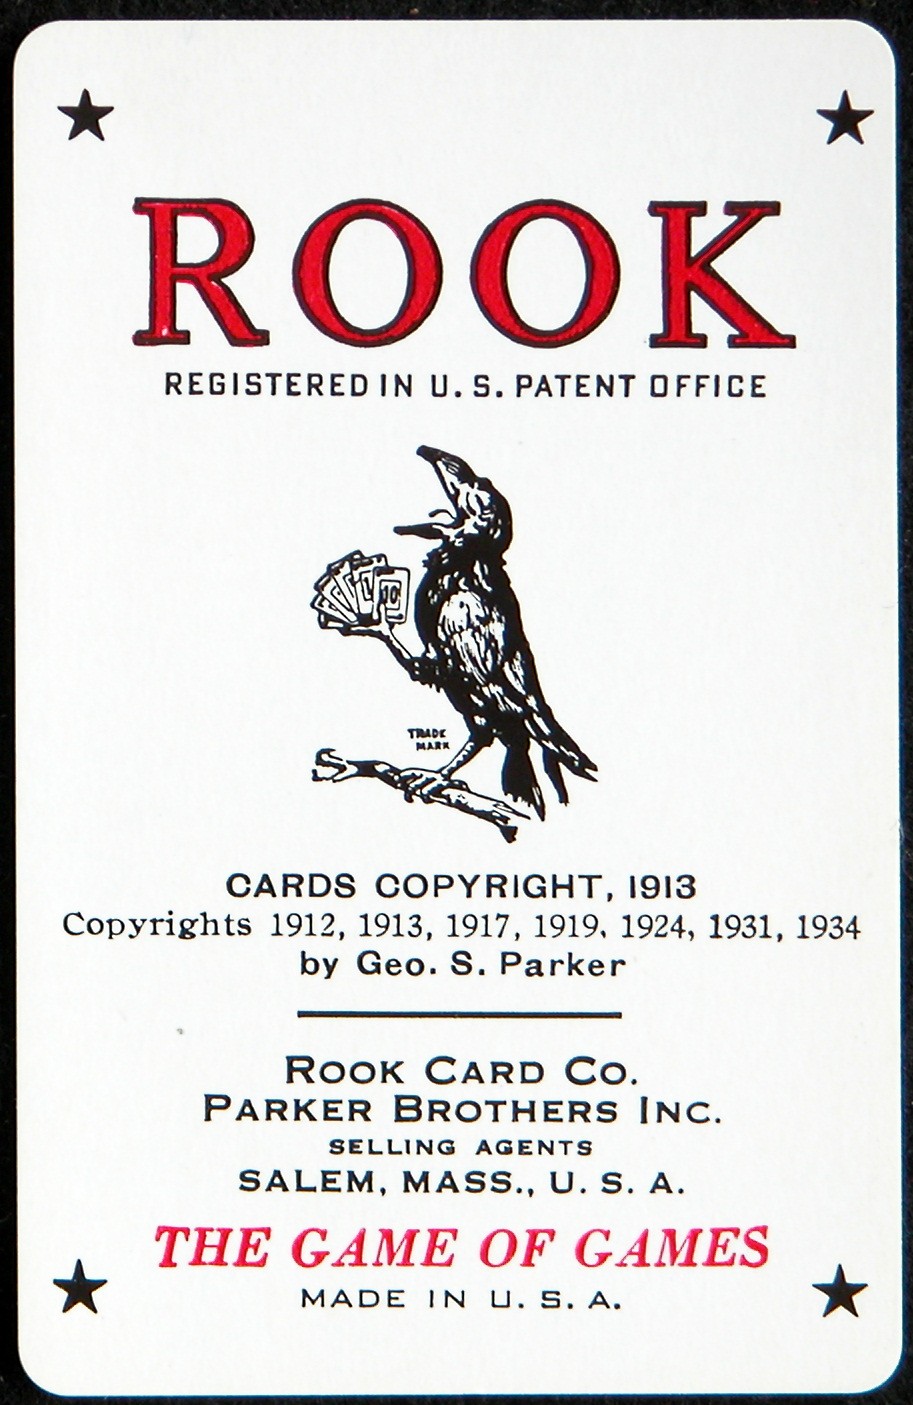 ROOK
REGISTERED IN U. S. PATENT OFFICE
10
TRADE
MARK
CARDS COPYRIGHT, 1913
Copyrights 1912, 1913, 1917, 1919, 1924, 1931, 1934
by Geo. S. Parker
ROOK CARD CO.
PARKER BROTHERS INC.
SELLING AGENTS
SALEM, MASS., U. S. A.
THE GAME OF GAMES
MADE IN U. S. A.